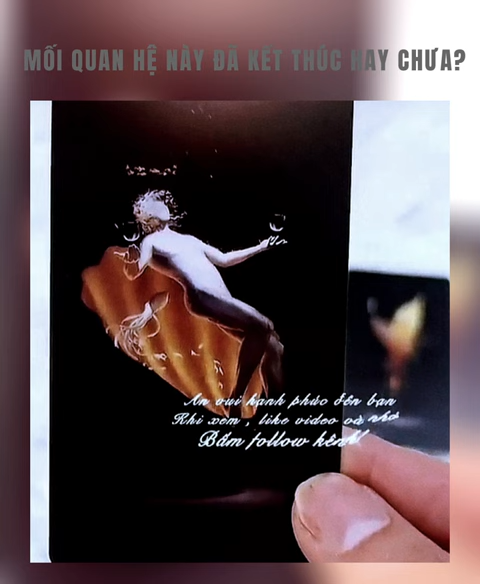 MỐI QUAN HỆ NÀY ĐÃ KẾT THÚC HAY CHƯA?
An vui hạnh phúc đến bạn
Khi xem , like video và nhớ
Bấm follow kênh!